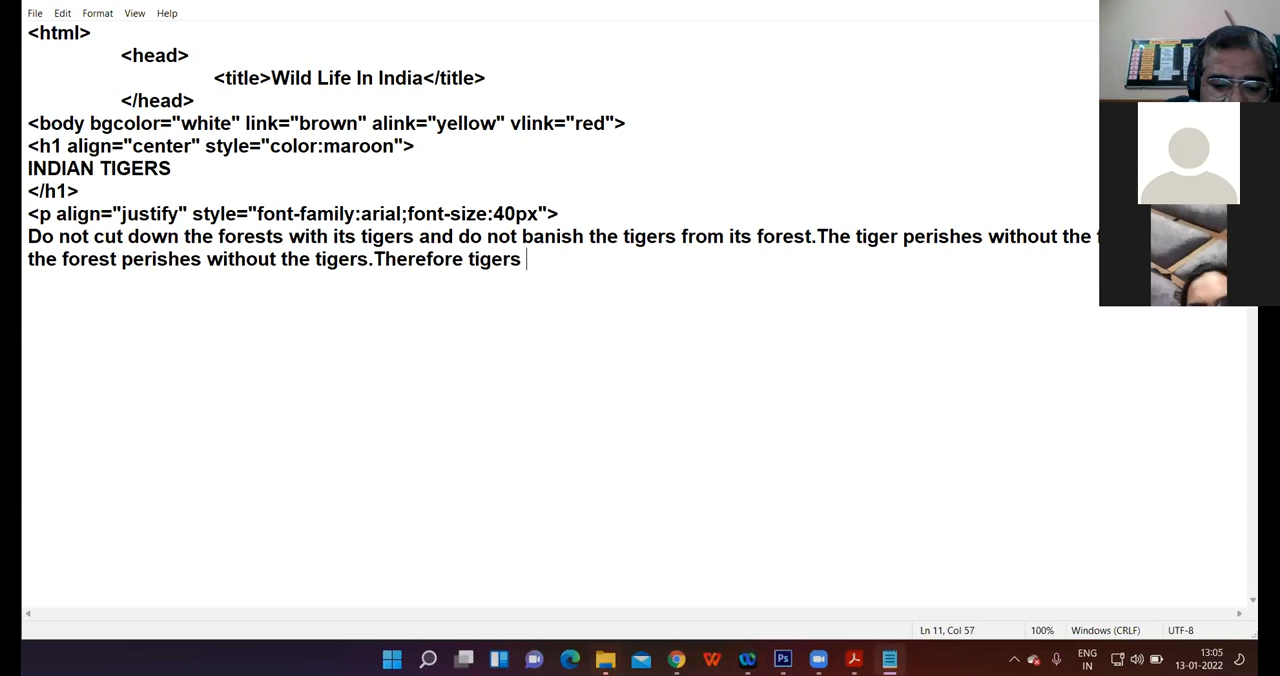 File Edit Format View Help
<html>
<head>
<title>Wild Life In India</title>
</head>
<body bgcolor="white" link="brown" alink="yellow" vlink="red">
<h1 align="center" style="color:maroon">
INDIAN TIGERS
</h1>
<p align="justify" style="font-family:arial;font-size:40px">
Do not cut down the forests with its tigers and do not banish the tigers from its forest.The tiger perishes without the
the forest perishes without the tigers.Therefore tigers
Ln 11, Col 57 100% Windows (CRLF) UTF-8
ENG
IN
13:05
13-01-2022